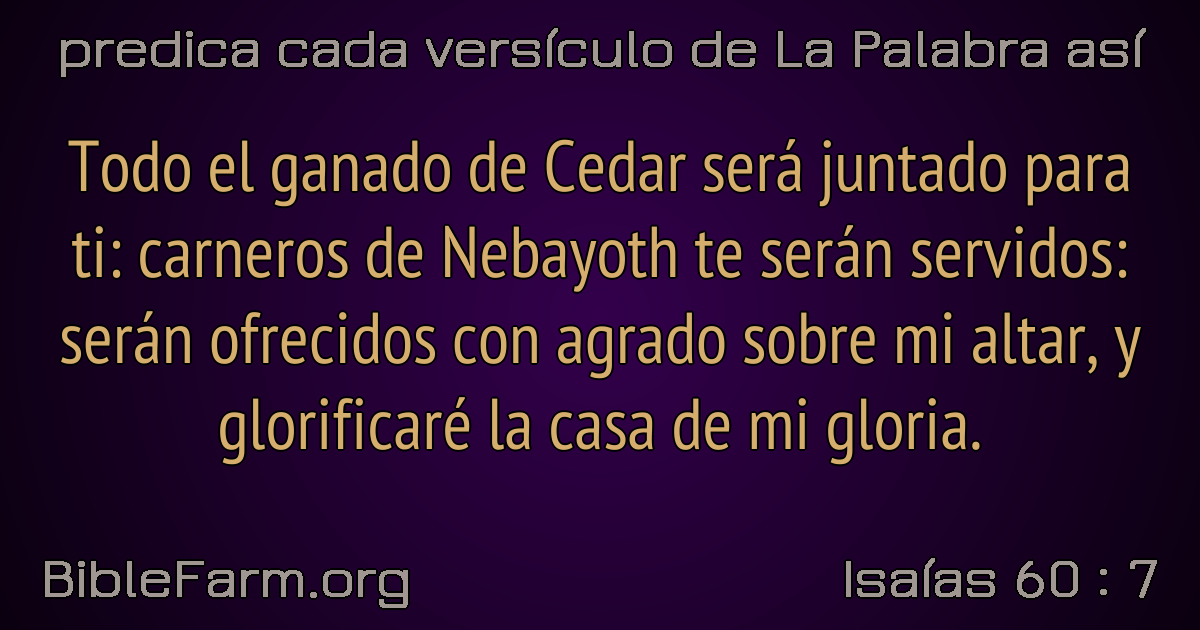 predica cada versículo de La Palabra así
Todo el ganado de Cedar será juntado para
ti: carneros de Nebayoth te serán servidos:
serán ofrecidos con agrado sobre mi altar, y
glorificaré la casa de mi gloria.
BibleFarm.org
Isaías 60 : 7